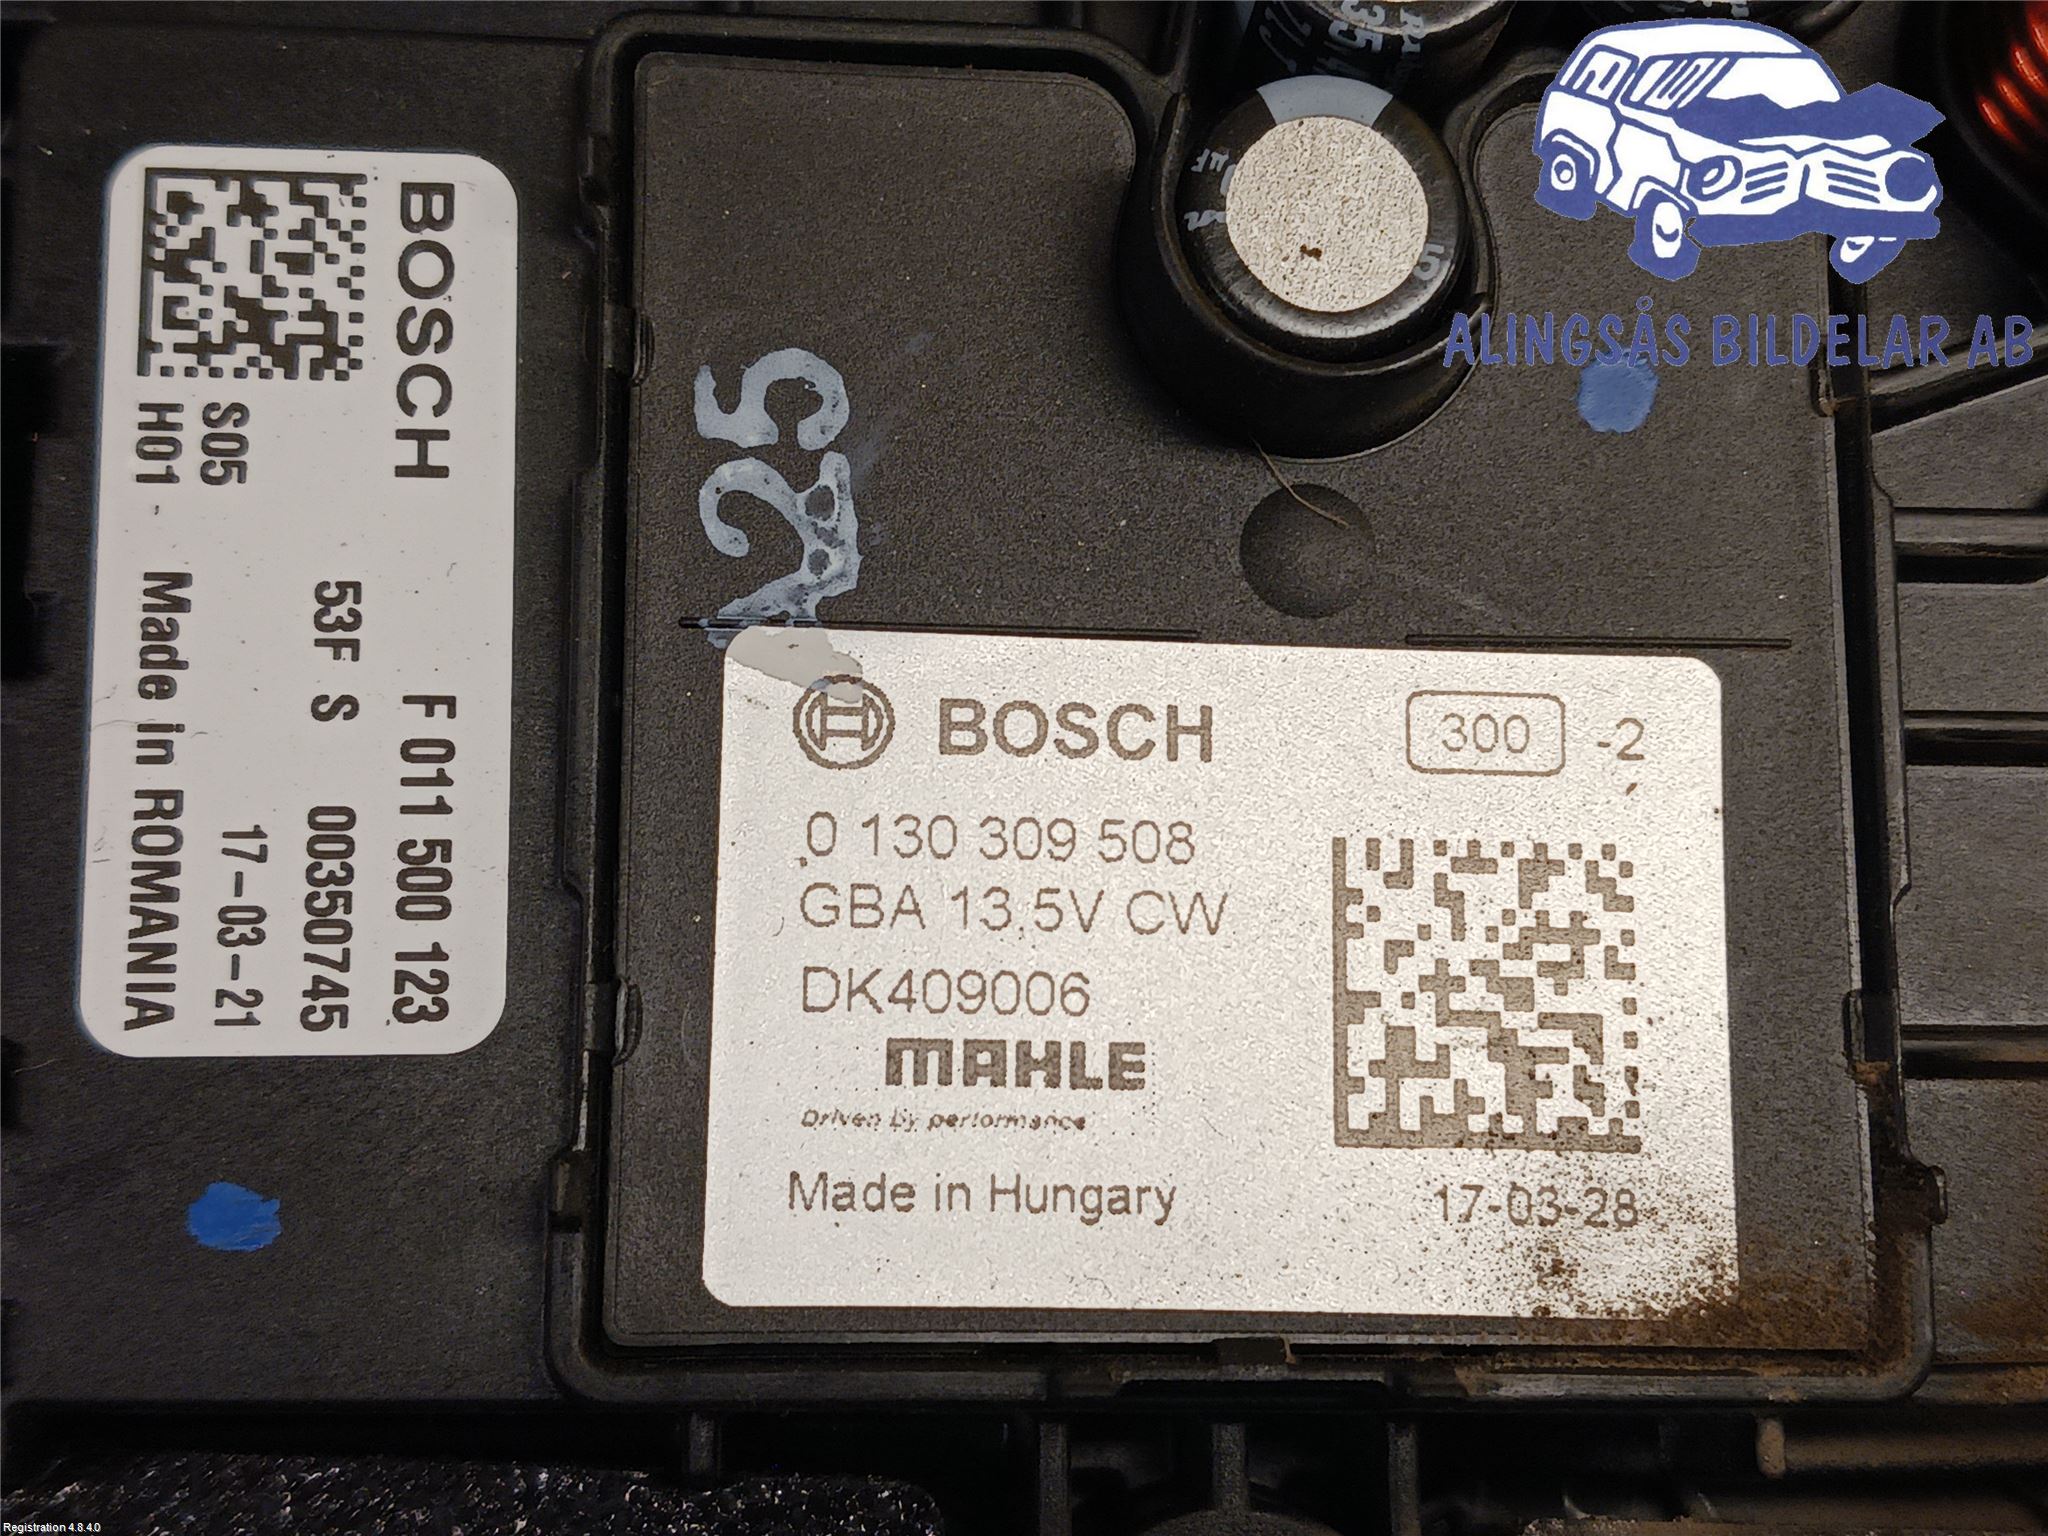 BOSCH F 011 500 123
53F S 00350745
S05 17-03-21
H01 - Made in ROMANIA
25
BOSCH 300 -2
0 130 309 508
GBA 13,5V CW
DK409006
MAHLE
Driven by performance
Made in Hungary 17-03-28
ALINGSÅS BILDELAR AB
Registration 4.8.4.0